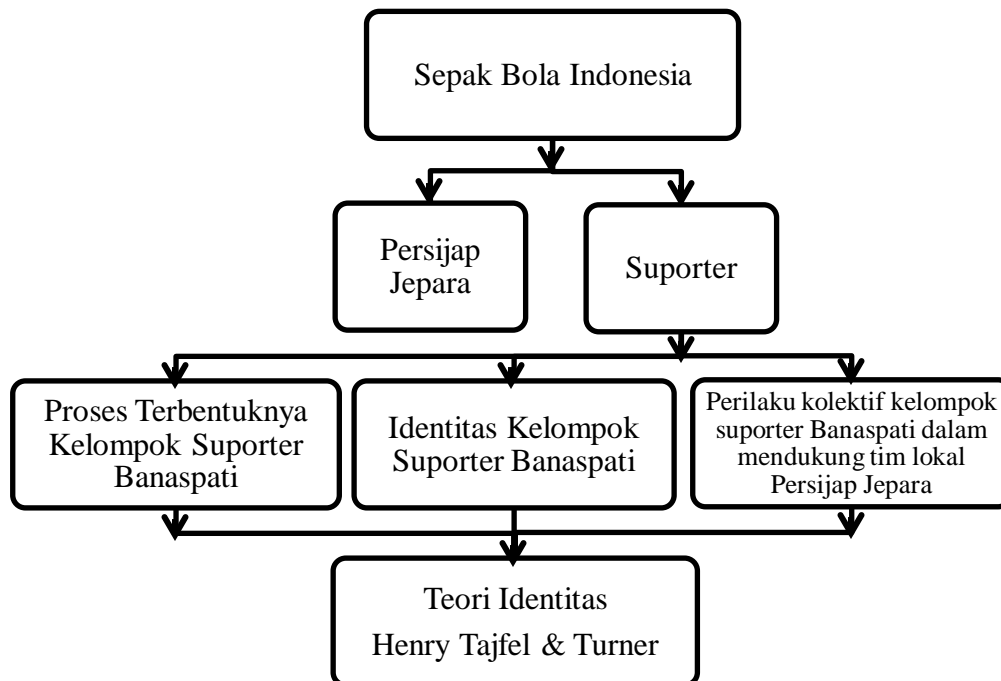 Sepak Bola Indonesia
Persijap
Jepara
Suporter
Proses Terbentuknya
Kelompok Suporter
Banaspati
Identitas Kelompok
Suporter Banaspati
Perilaku kolektif kelompok
suporter Banaspati dalam
mendukung tim lokal
Persijap Jepara
Teori Identitas
Henry Tajfel & Turner